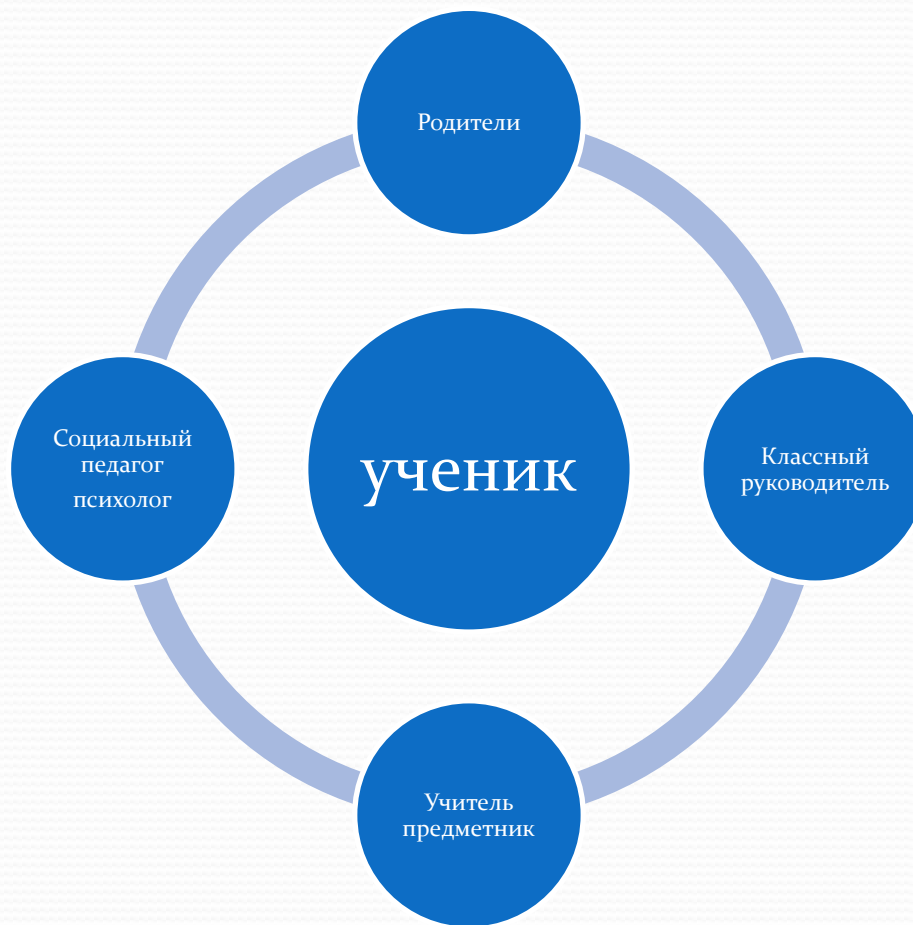 Родители
Социальный
педагог
психолог
ученик
Классный
руководитель
Учитель
предметник